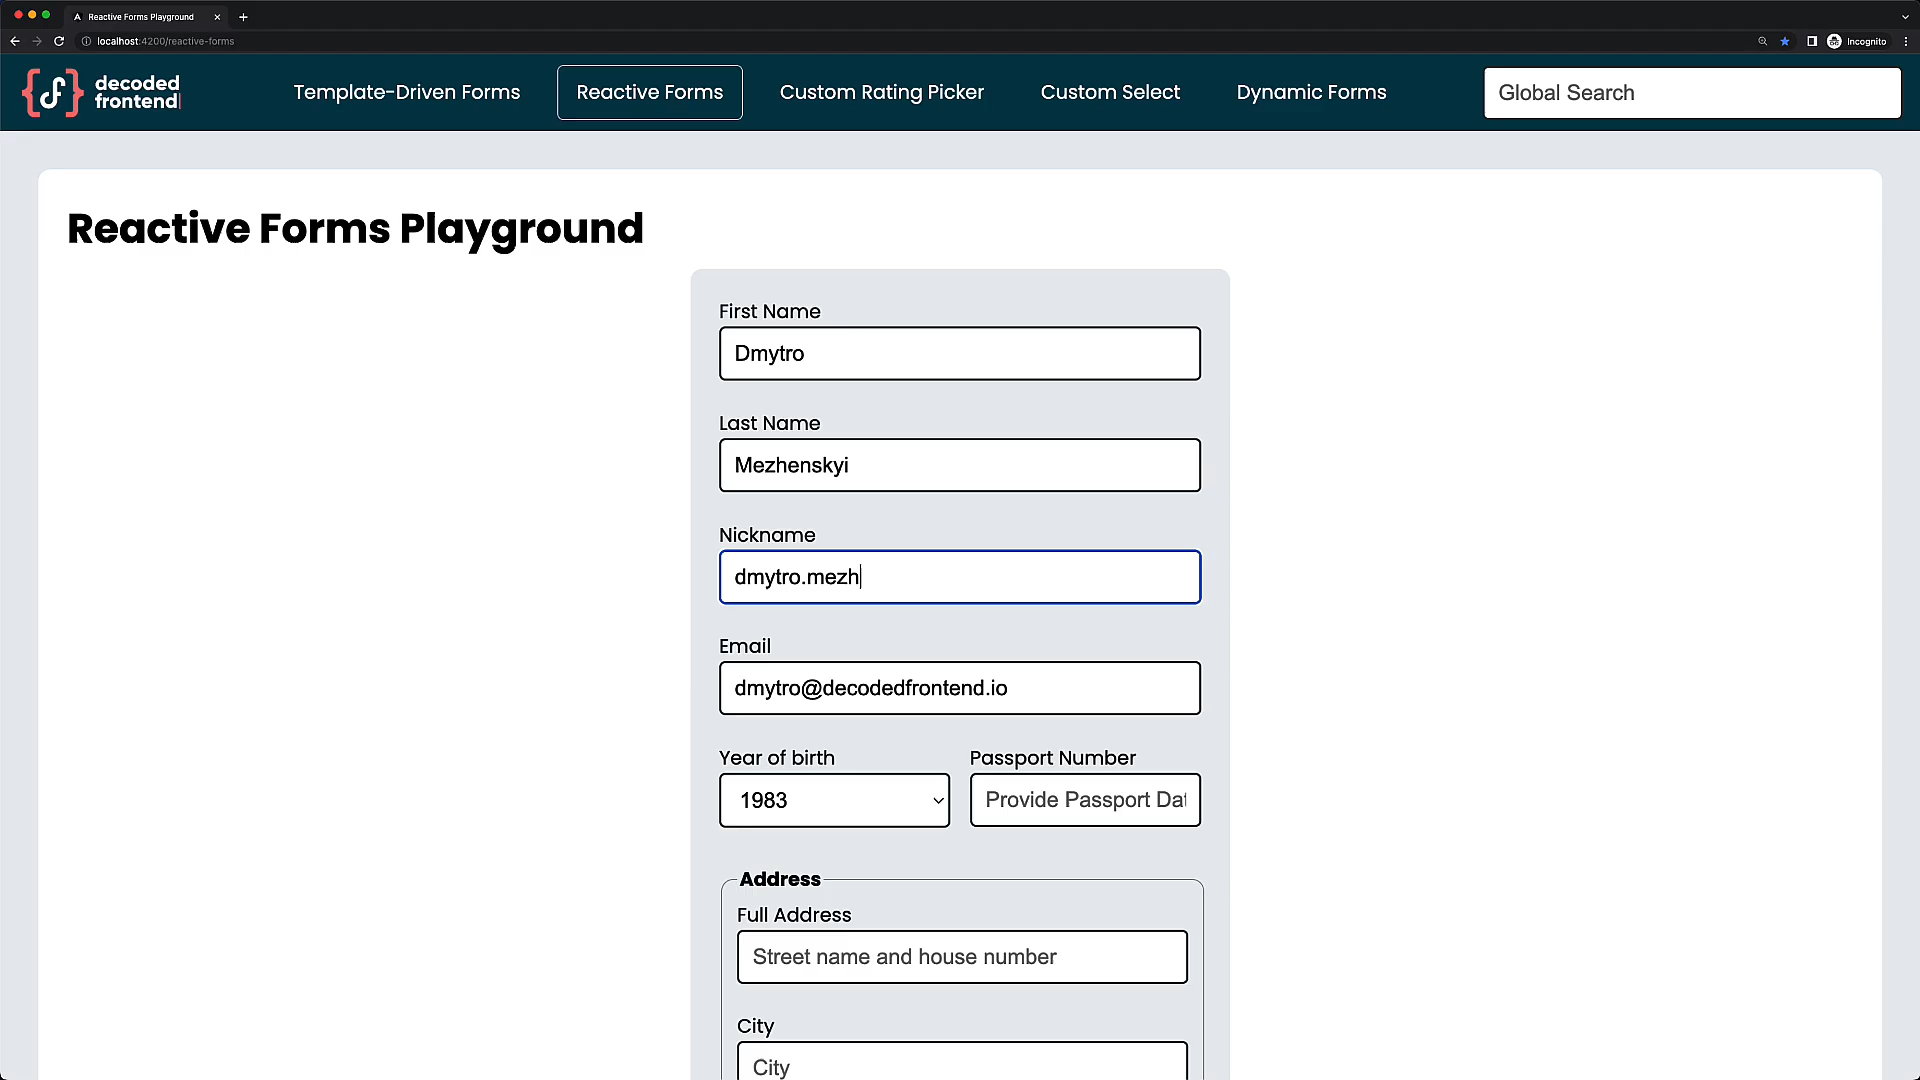 Reactive Forms Playground
localhost:4200/reactive-forms
Incognito
decoded
frontend
Template-Driven Forms
Reactive Forms
Custom Rating Picker
Custom Select
Dynamic Forms
Global Search
Reactive Forms Playground
First Name
Dmytro
Last Name
Mezhenskyi
Nickname
dmytro.mezh
Email
dmytro@decodedfrontend.io
Year of birth
Passport Number
1983
Provide Passport Dat
Address
Full Address
Street name and house number
City
City